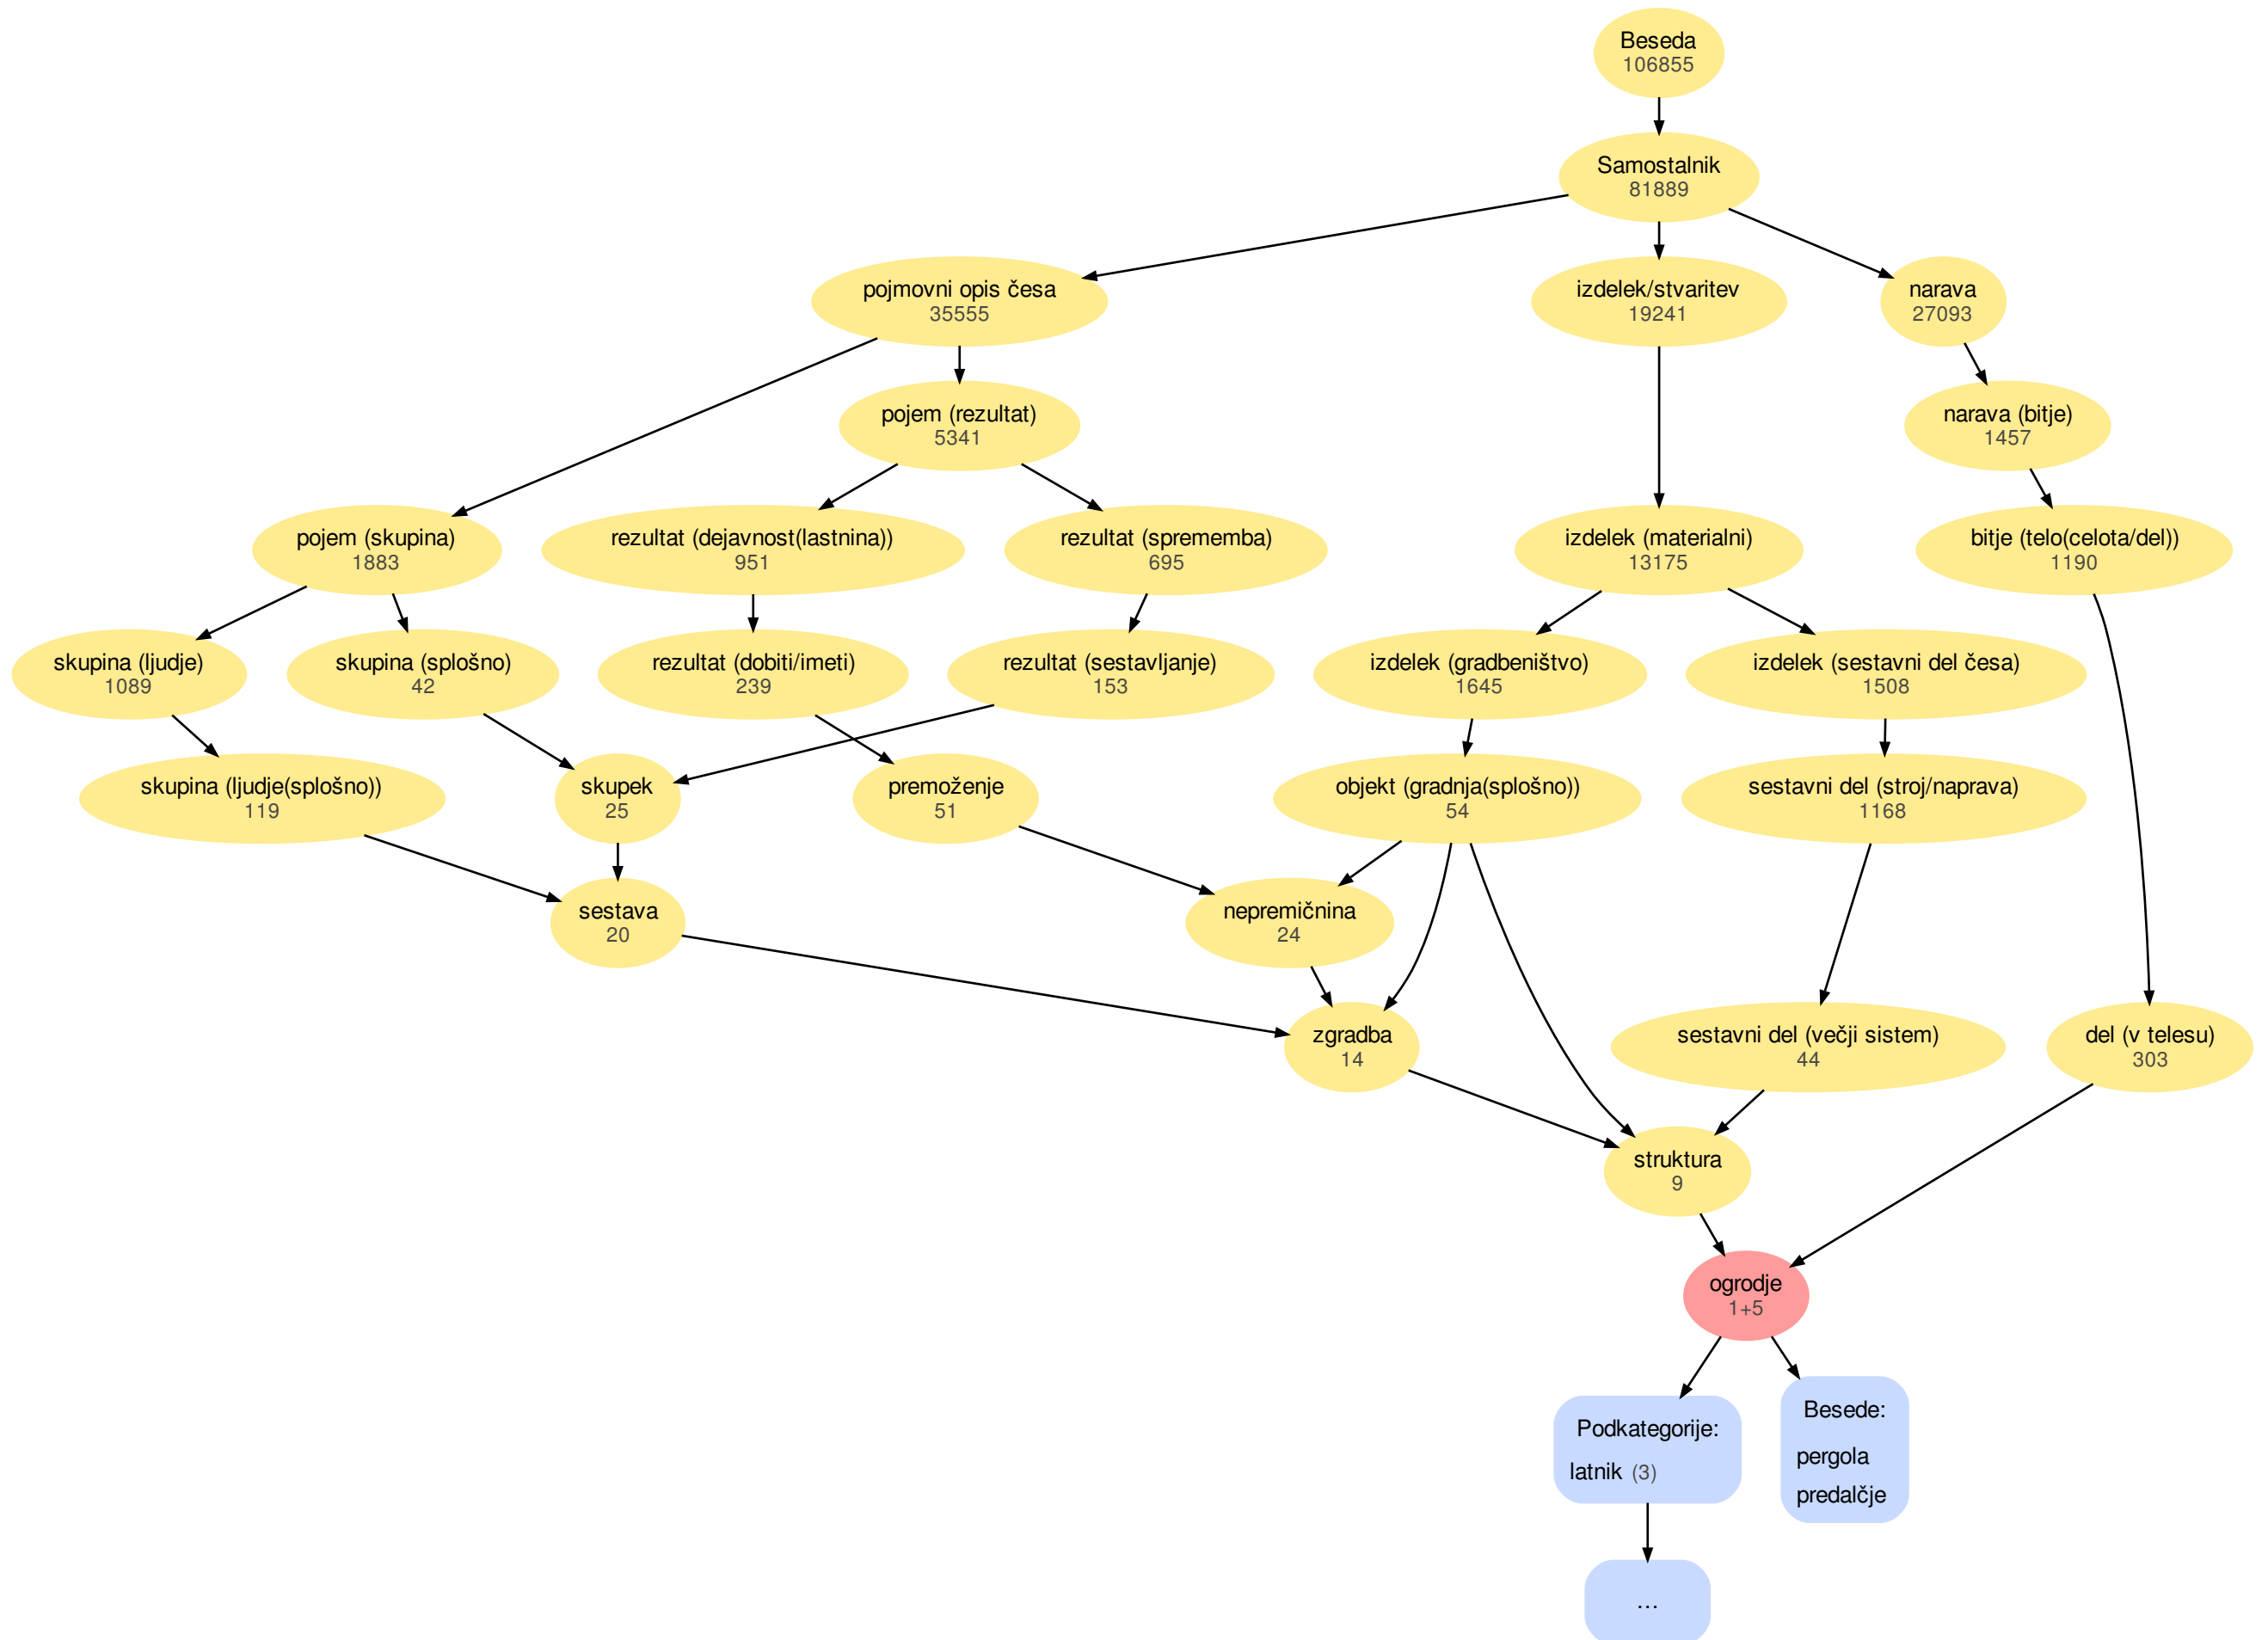 Beseda
106855
Samostalnik
81889
pojmovni opis česa
35555
izdelek/stvaritev
19241
narava
27093
pojem (rezultat)
5341
narava (bitje)
1457
pojem (skupina)
1883
rezultat (dejavnost(lastnina))
951
rezultat (sprememba)
695
izdelek (materialni)
13175
bitje (telo(celota/del))
1190
skupina (ljudje)
1089
skupina (splošno)
42
rezultat (dobiti/imeti)
239
rezultat (sestavljanje)
153
izdelek (gradbeništvo)
1645
izdelek (sestavni del česa)
1508
skupina (ljudje(splošno))
119
skupek
25
premoženje
51
objekt (gradnja(splošno))
54
sestavni del (stroj/naprava)
1168
sestava
20
nepremičnina
24
zgradba
14
sestavni del (večji sistem)
44
del (v telesu)
303
struktura
9
ogrodje
1+5
Podkategorije:
latnik (3)
Besede:
pergola
predalčje
...